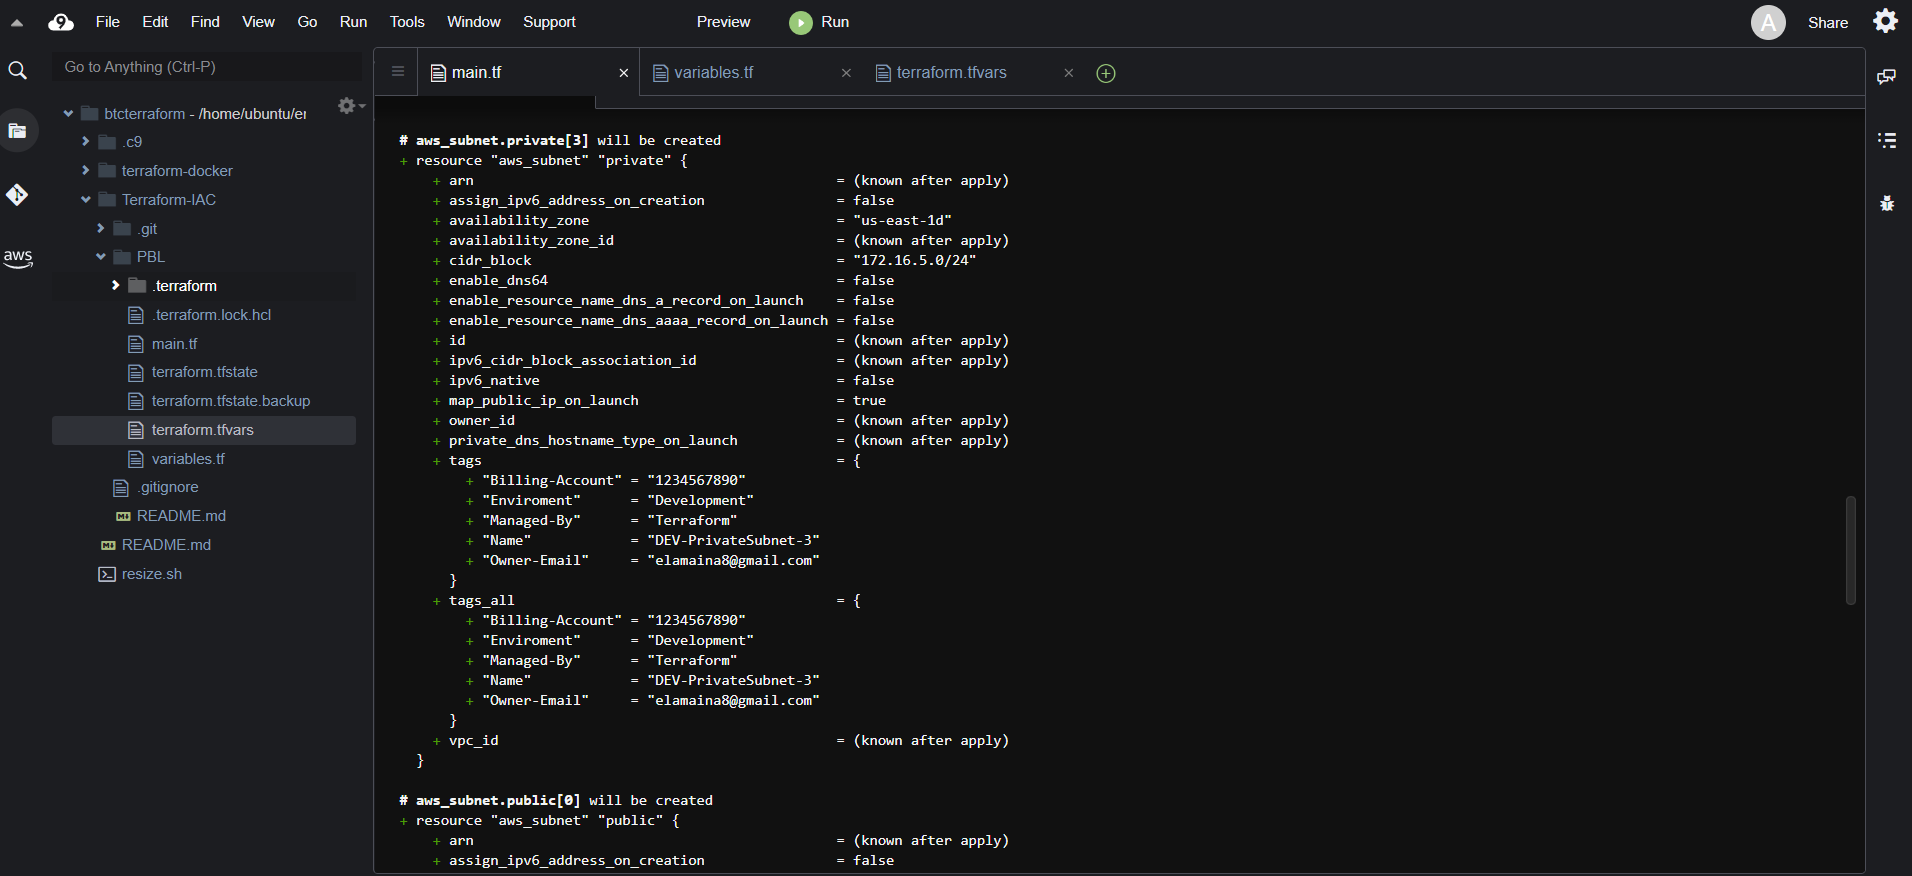 File Edit Find View Go Run Tools Window Support Preview Run A Share
Go to Anything (Ctrl-P)
main.tf
variables.tf
terraform.tfvars
btcterraform - /home/ubuntu/
.c9
terraform-docker
Terraform-IAC
.git
PBL
.terraform
.terraform.lock.hcl
main.tf
terraform.tfstate
terraform.tfstate.backup
terraform.tfvars
variables.tf
.gitignore
README.md
README.md
resize.sh
aws
# aws_subnet.private[3] will be created
+ resource "aws_subnet" "private" {
+ arn = (known after apply)
+ assign_ipv6_address_on_creation = false
+ availability_zone = "us-east-1d"
+ availability_zone_id = (known after apply)
+ cidr_block = "172.16.5.0/24"
+ enable_dns64 = false
+ enable_resource_name_dns_a_record_on_launch = false
+ enable_resource_name_dns_aaaa_record_on_launch = false
+ id = (known after apply)
+ ipv6_cidr_block_association_id = (known after apply)
+ ipv6_native = false
+ map_public_ip_on_launch = true
+ owner_id = (known after apply)
+ private_dns_hostname_type_on_launch = (known after apply)
+ tags = {
+ "Billing-Account" = "1234567890"
+ "Enviroment" = "Development"
+ "Managed-By" = "Terraform"
+ "Name" = "DEV-PrivateSubnet-3"
+ "Owner-Email" = "elamaina8@gmail.com"
}
+ tags_all = {
+ "Billing-Account" = "1234567890"
+ "Enviroment" = "Development"
+ "Managed-By" = "Terraform"
+ "Name" = "DEV-PrivateSubnet-3"
+ "Owner-Email" = "elamaina8@gmail.com"
}
+ vpc_id = (known after apply)
}
# aws_subnet.public[0] will be created
+ resource "aws_subnet" "public" {
+ arn = (known after apply)
+ assign_ipv6_address_on_creation = false